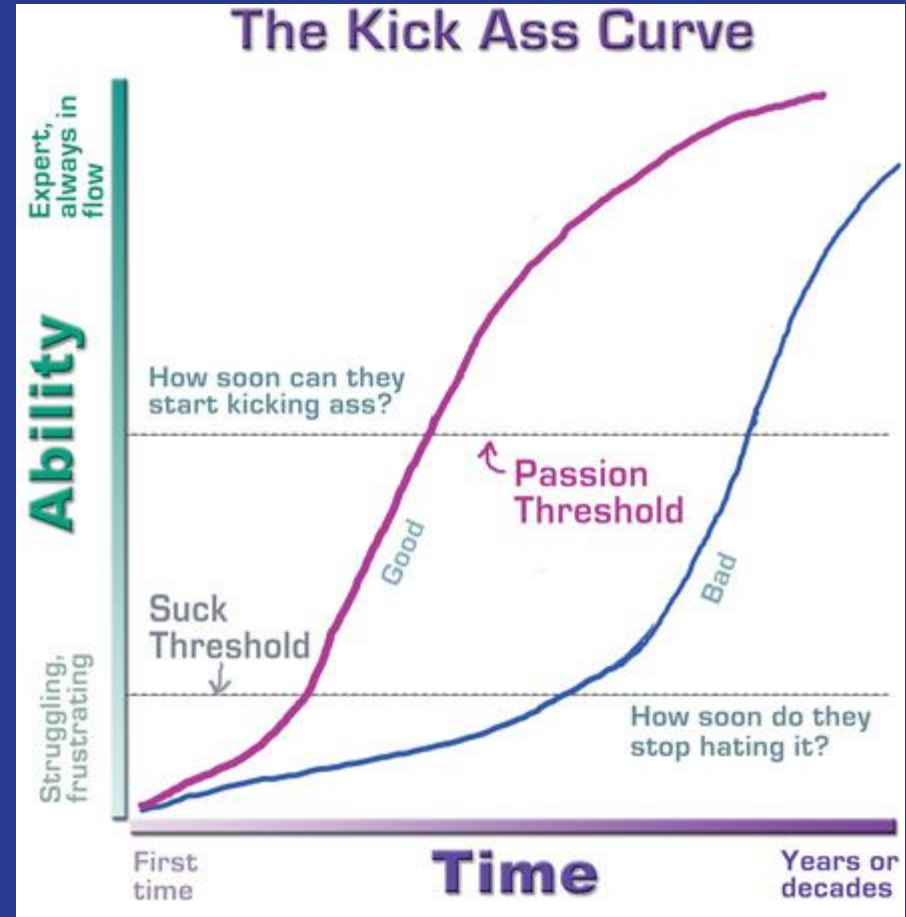 The Kick Ass Curve
Expert,
always in
flow
Ability
Struggling,
frustrating
How soon can they
start kicking ass?
Passion
Threshold
Good
Bad
Suck
Threshold
How soon do they
stop hating it?
First
time
Time
Years or
decades